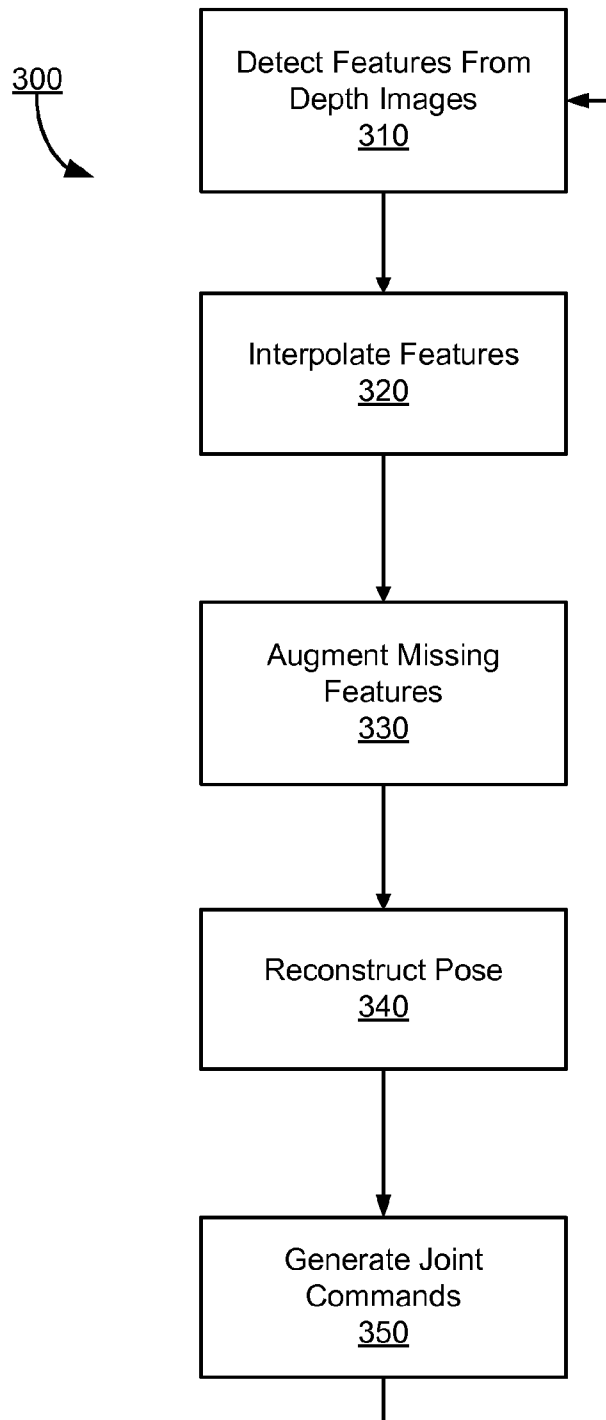 300
Detect Features From
Depth Images
310
Interpolate Features
320
Augment Missing
Features
330
Reconstruct Pose
340
Generate Joint
Commands
350